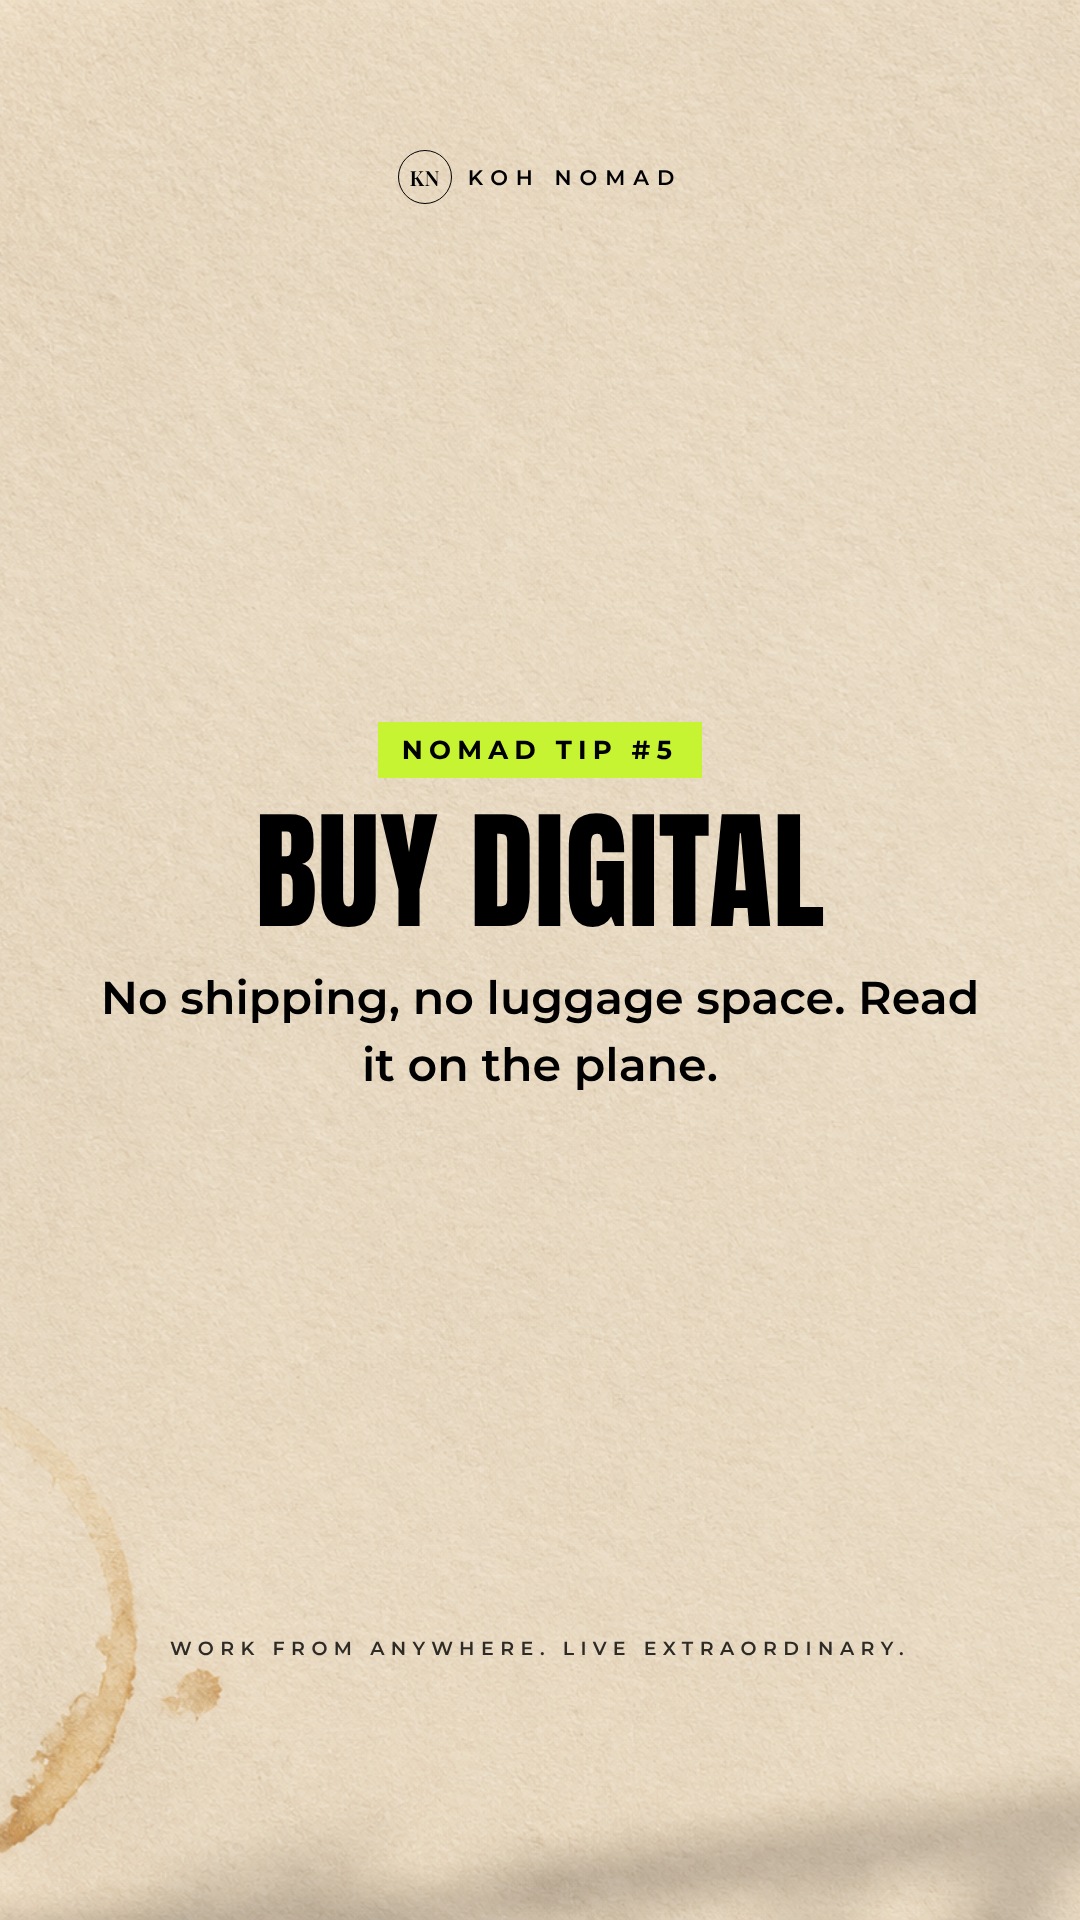 KN KOH NOMAD
NOMAD TIP #5
BUY DIGITAL
No shipping, no luggage space. Read
it on the plane.
WORK FROM ANYWHERE. LIVE EXTRAORDINARY.